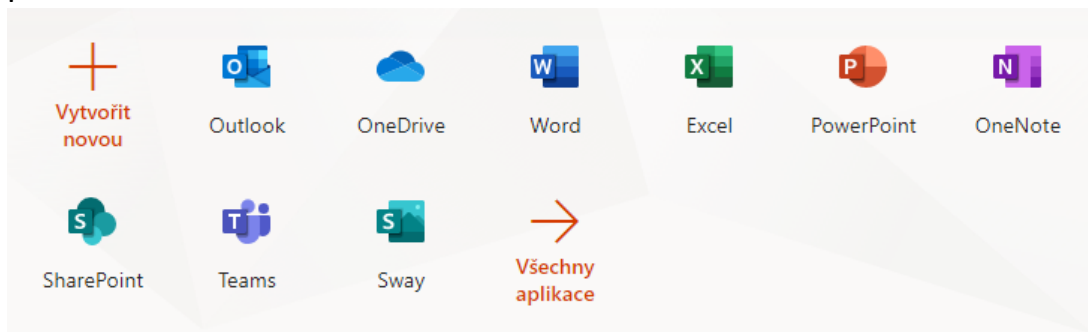 Vytvořit
novou
Outlook
OneDrive
Word
Excel
PowerPoint
OneNote
SharePoint
Teams
Sway
Všechny
aplikace